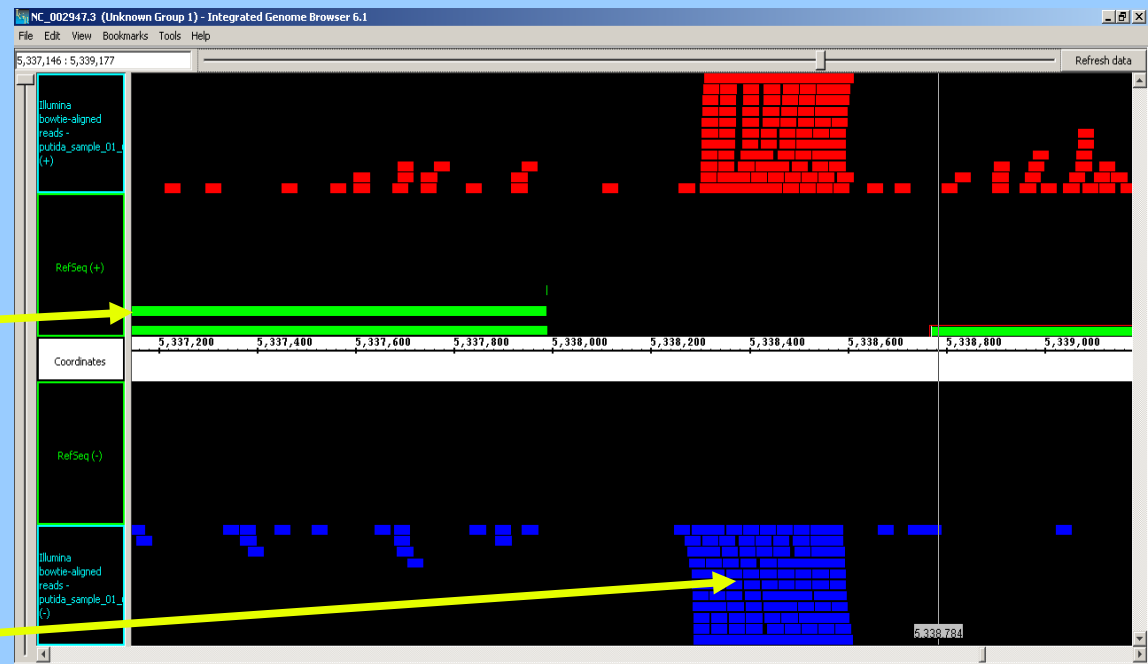 NC_002947.3 (Unknown Group 1) - Integrated Genome Browser 6.1
File Edit View Bookmarks Tools Help
5,337,146 : 5,339,177
Refresh data
Illumina
bowtie-aligned
reads -
putida_sample_01_
(+)
RefSeq (+)
5,337,200 5,337,400 5,337,600 5,337,800 5,338,000 5,338,200 5,338,400 5,338,600 5,338,800 5,339,000
Coordinates
RefSeq (-)
Illumina
bowtie-aligned
reads -
putida_sample_01_
(-)
5,338,784